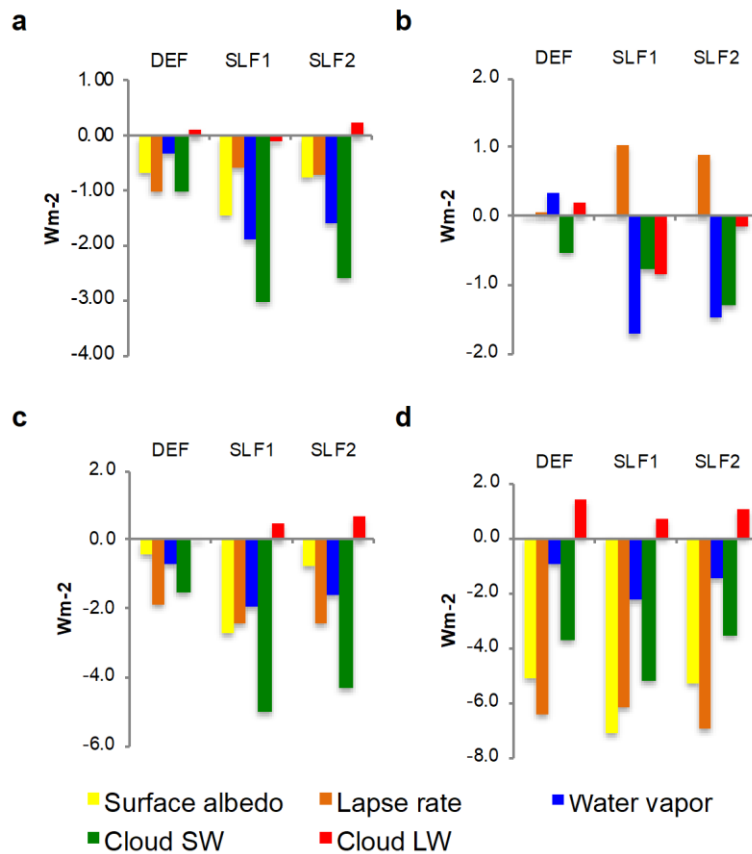 a
DEF SLF1 SLF2
1.00
0.00
-1.00
-2.00
-3.00
-4.00
Wm-2
b
DEF SLF1 SLF2
2.0
1.0
0.0
-1.0
-2.0
Wm-2
c
DEF SLF1 SLF2
2.0
0.0
-2.0
-4.0
-6.0
Wm-2
d
DEF SLF1 SLF2
2.0
0.0
-2.0
-4.0
-6.0
-8.0
Wm-2
Surface albedo Lapse rate Water vapor
Cloud SW Cloud LW